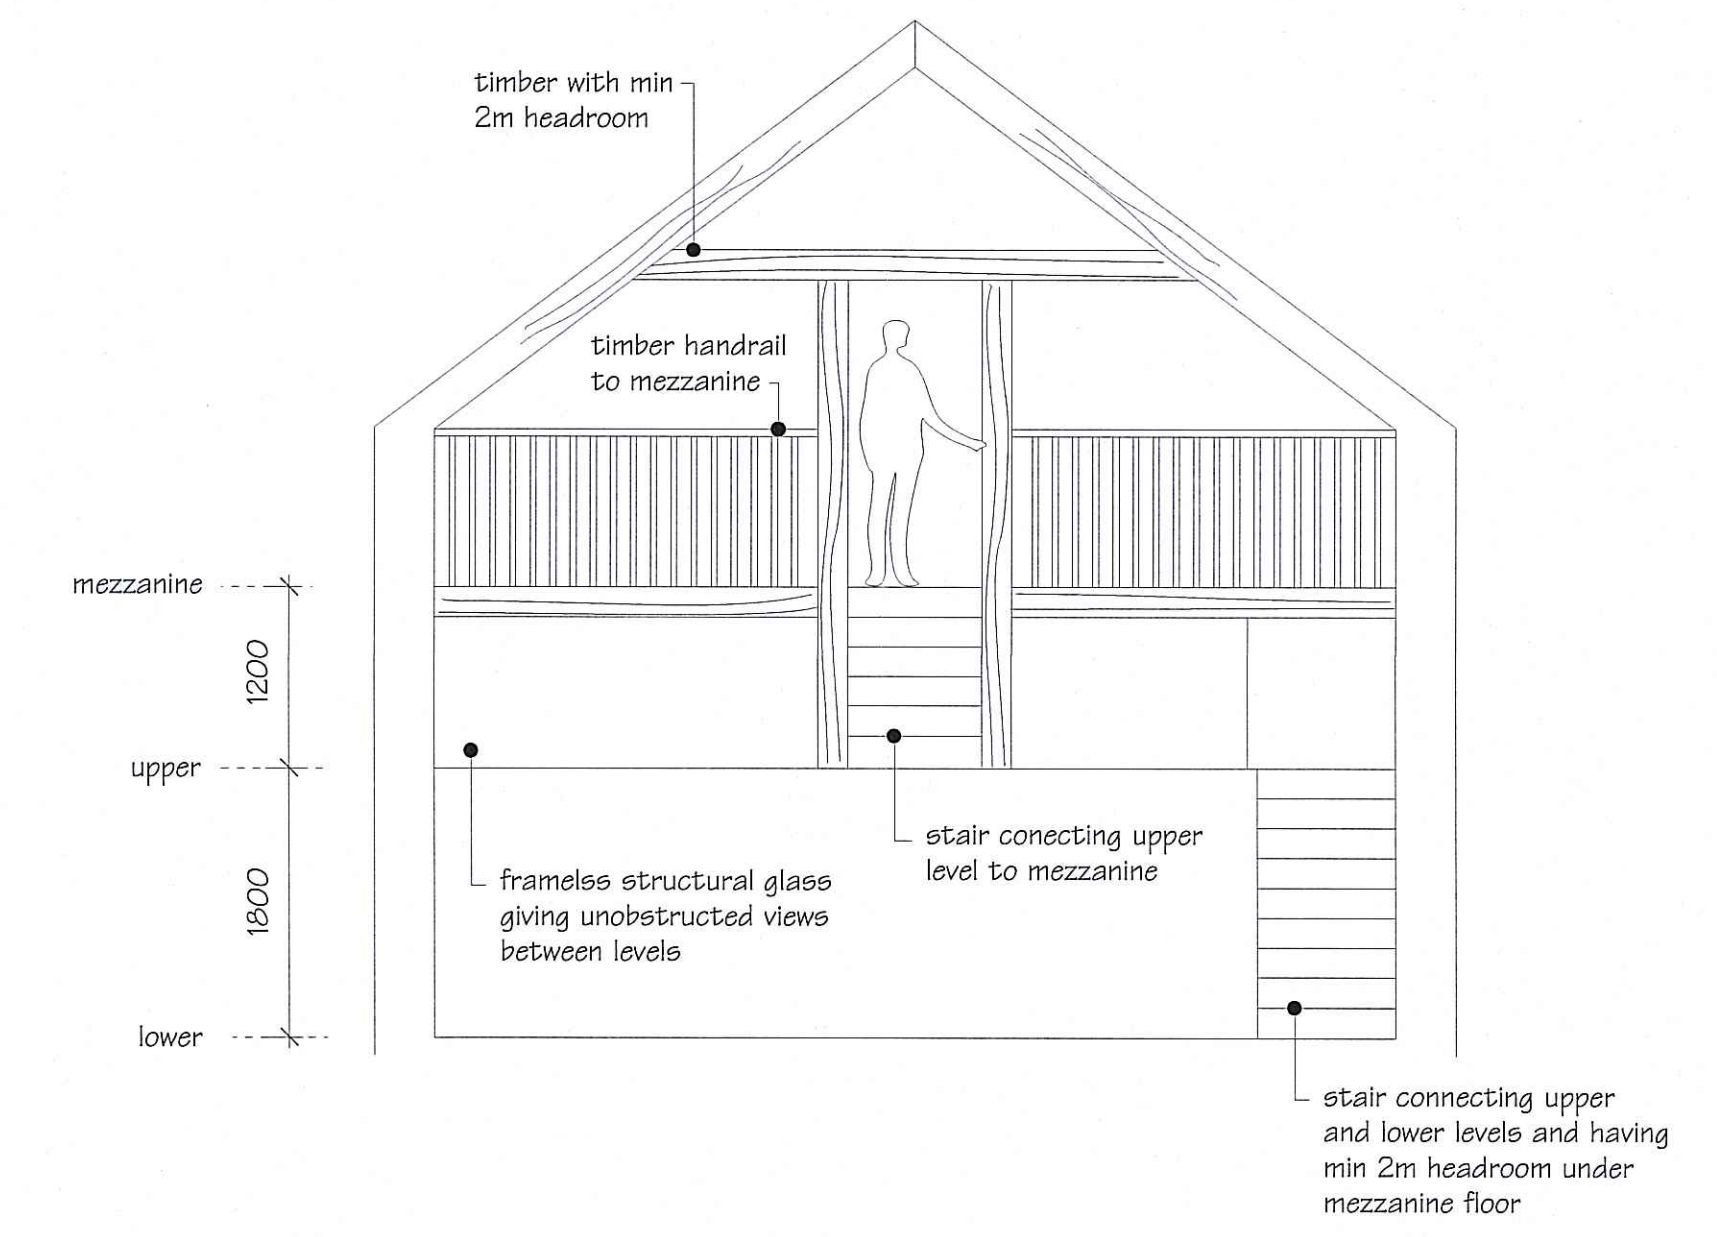 timber with min
2m headroom
timber handrail
to mezzanine
mezzanine
1200
upper
stair conecting upper
level to mezzanine
framelss structural glass
giving unobstructed views
between levels
1800
lower
stair connecting upper
and lower levels and having
min 2m headroom under
mezzanine floor